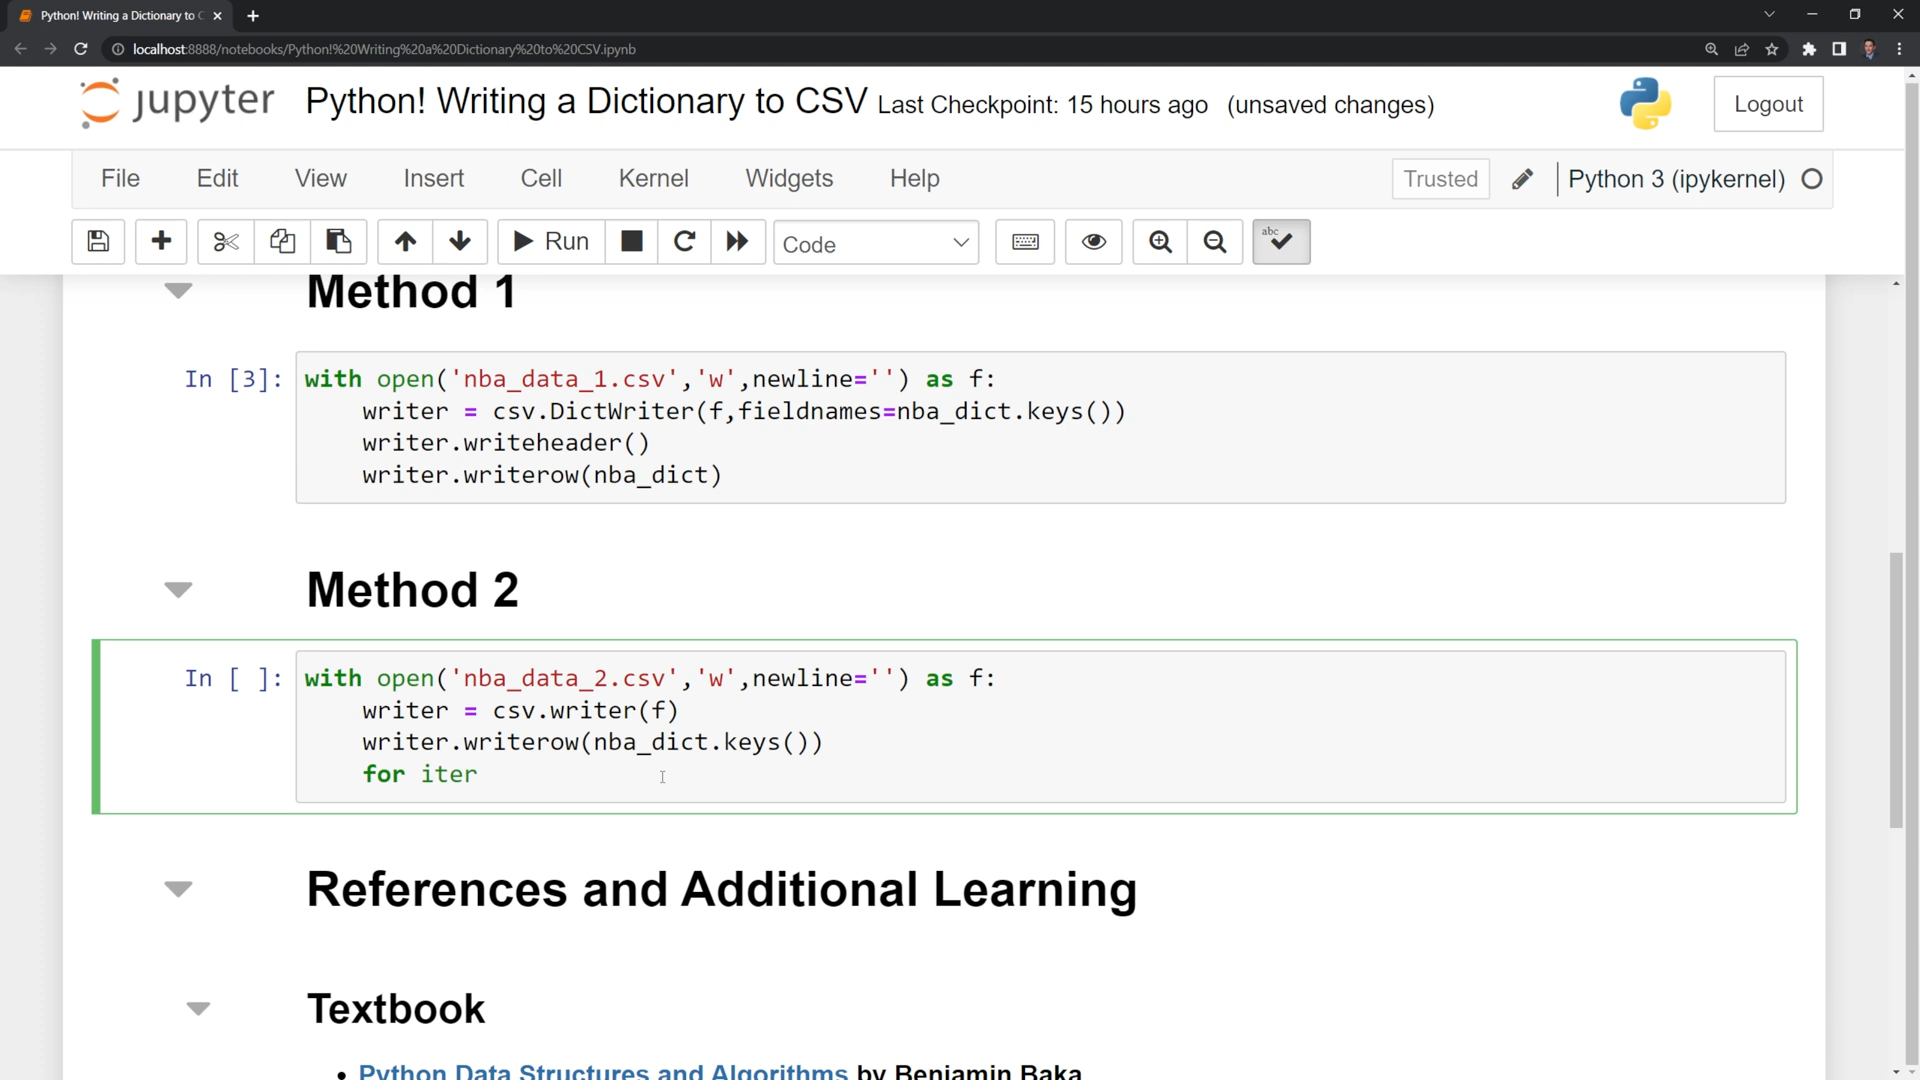 Python! Writing a Dictionary to C
localhost:8888/notebooks/Python!%20Writing%20a%20Dictionary%20to%20CSV.ipynb
jupyter Python! Writing a Dictionary to CSV Last Checkpoint: 15 hours ago (unsaved changes)
Logout
File Edit View Insert Cell Kernel Widgets Help
Trusted Python 3 (ipykernel)
Run Code abc
Method 1
In [3]: with open('nba_data_1.csv','w',newline='') as f:
writer = csv.DictWriter(f,fieldnames=nba_dict.keys())
writer.writeheader()
writer.writerow(nba_dict)
Method 2
In [ ]: with open('nba_data_2.csv','w',newline='') as f:
writer = csv.writer(f)
writer.writerow(nba_dict.keys())
for iter
References and Additional Learning
Textbook
• Python Data Structures and Algorithms by Benjamin Baka